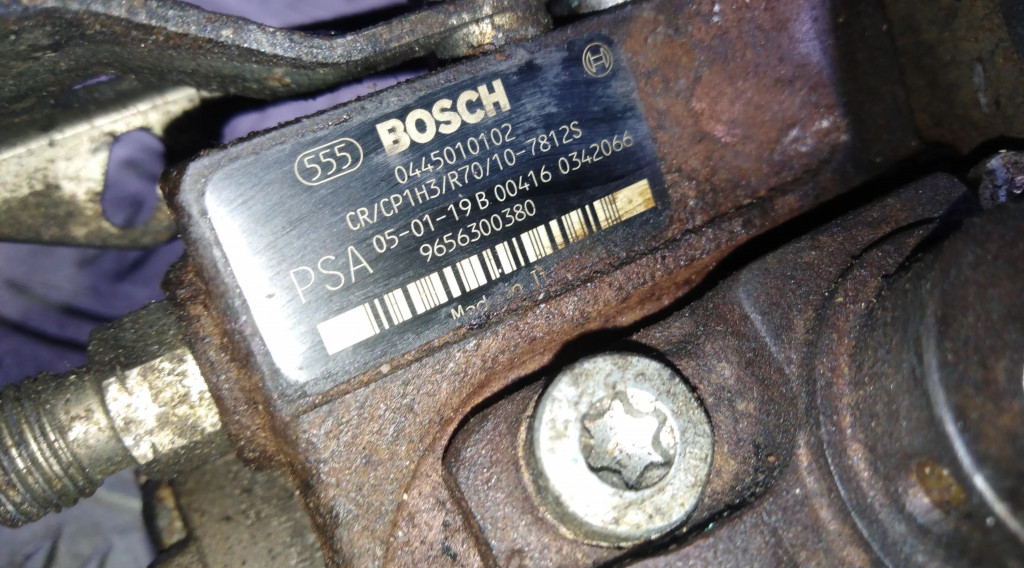 555 BOSCH
0445010102
CR/CP1H3/R70/10-7812S
PSA 05-01-19 B 00416 0342066
9656300380